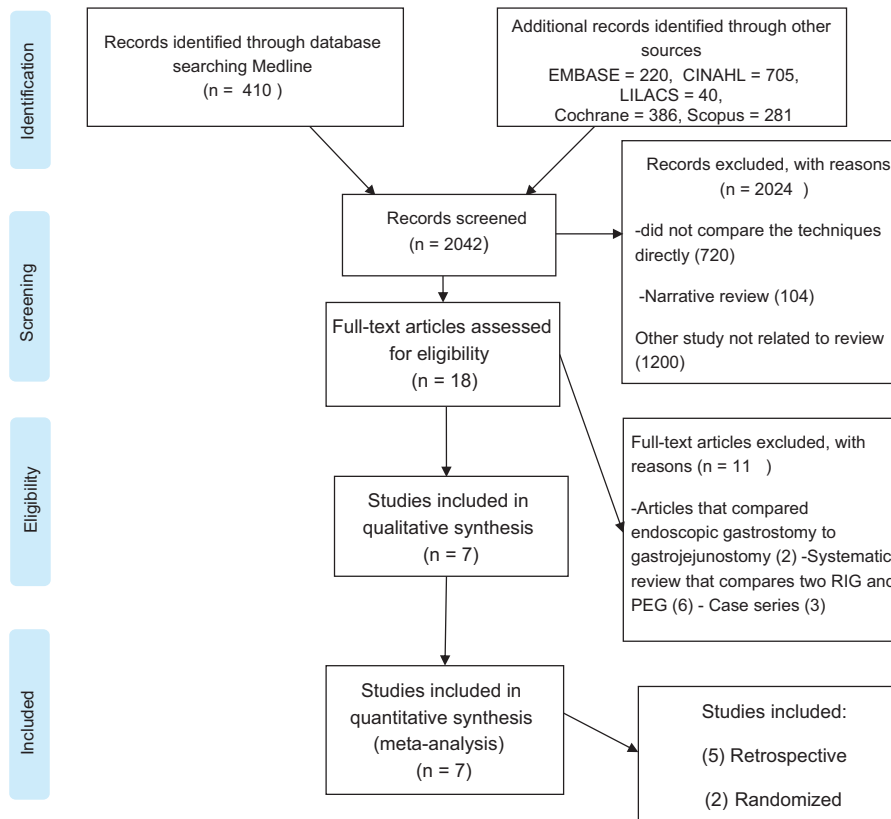 Identification
Records identified through database
searching Medline
(n = 410 )
Additional records identified through other
sources
EMBASE = 220, CINAHL = 705,
LILACS = 40,
Cochrane = 386, Scopus = 281
Screening
Records screened
(n = 2042)
Records excluded, with reasons
(n = 2024 )
-did not compare the techniques
directly (720)
-Narrative review (104)
Other study not related to review
(1200)
Full-text articles assessed
for eligibility
(n = 18)
Eligibility
Full-text articles excluded, with
reasons (n = 11 )
-Articles that compared
endoscopic gastrostomy to
gastrojejunostomy (2) -Systematic
review that compares two RIG and
PEG (6) - Case series (3)
Studies included in
qualitative synthesis
(n = 7)
Included
Studies included in
quantitative synthesis
(meta-analysis)
(n = 7)
Studies included:
(5) Retrospective
(2) Randomized